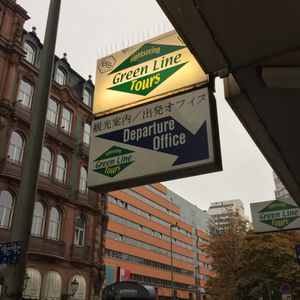 sightseeing
Green Line
Tours
観光案内/出発オフィス
Departure
Office
Green Line
Tours
Green Line
Tours